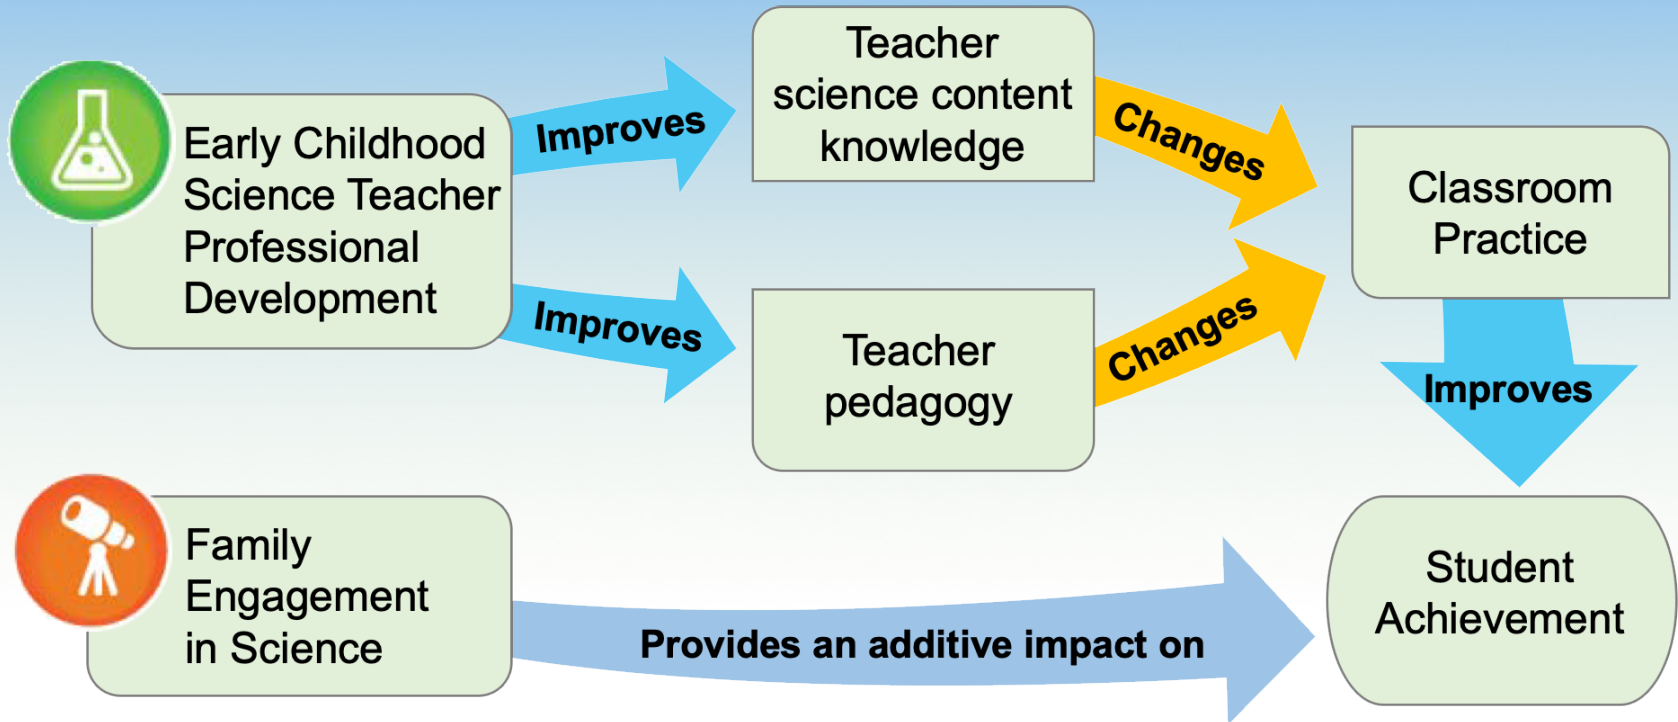 Early Childhood
Science Teacher
Professional
Development
Improves
Teacher
science content
knowledge
Changes
Improves
Teacher
pedagogy
Changes
Classroom
Practice
Improves
Family
Engagement
in Science
Provides an additive impact on
Student
Achievement